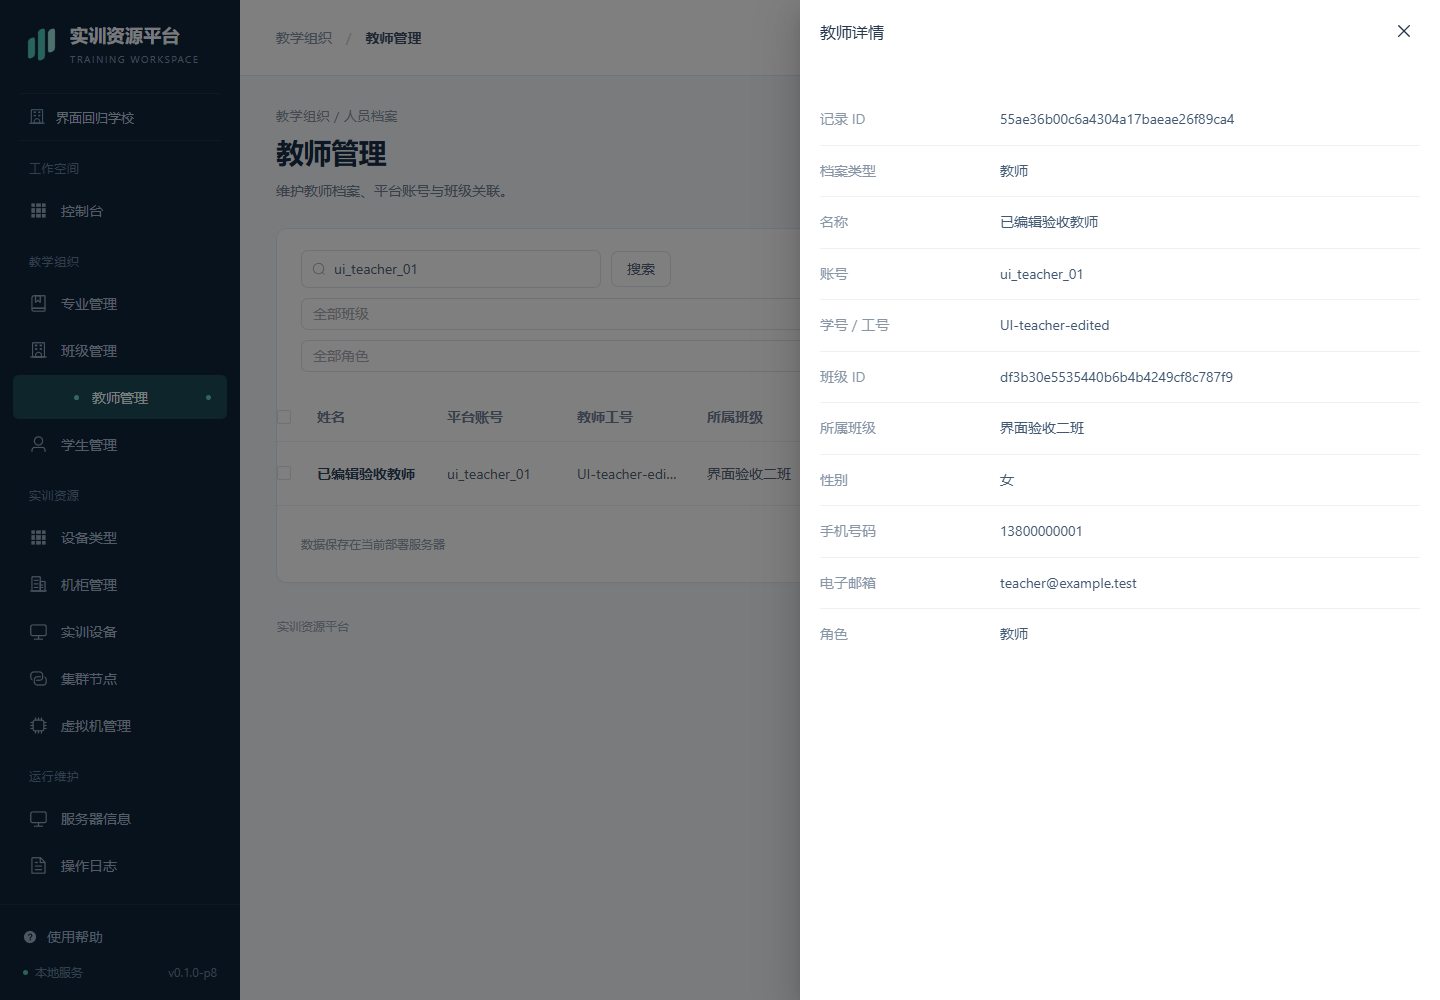 实训资源平台
TRAINING WORKSPACE
界面回归学校
工作空间
控制台
教学组织
专业管理
班级管理
教师管理
学生管理
实训资源
设备类型
机柜管理
实训设备
集群节点
虚拟机管理
运行维护
服务器信息
操作日志
使用帮助
本地服务 v0.1.0-p8
教学组织 / 教师管理
教学组织 / 人员档案
教师管理
维护教师档案、平台账号与班级关联。
ui_teacher_01 搜索
全部班级
全部角色
姓名 平台账号 教师工号 所属班级
已编辑验收教师 ui_teacher_01 UI-teacher-edi... 界面验收二班
数据保存在当前部署服务器
实训资源平台
教师详情
记录 ID 55ae36b00c6a4304a17baeae26f89ca4
档案类型 教师
名称 已编辑验收教师
账号 ui_teacher_01
学号 / 工号 UI-teacher-edited
班级 ID df3b30e5535440b6b4b4249cf8c787f9
所属班级 界面验收二班
性别 女
手机号码 13800000001
电子邮箱 teacher@example.test
角色 教师